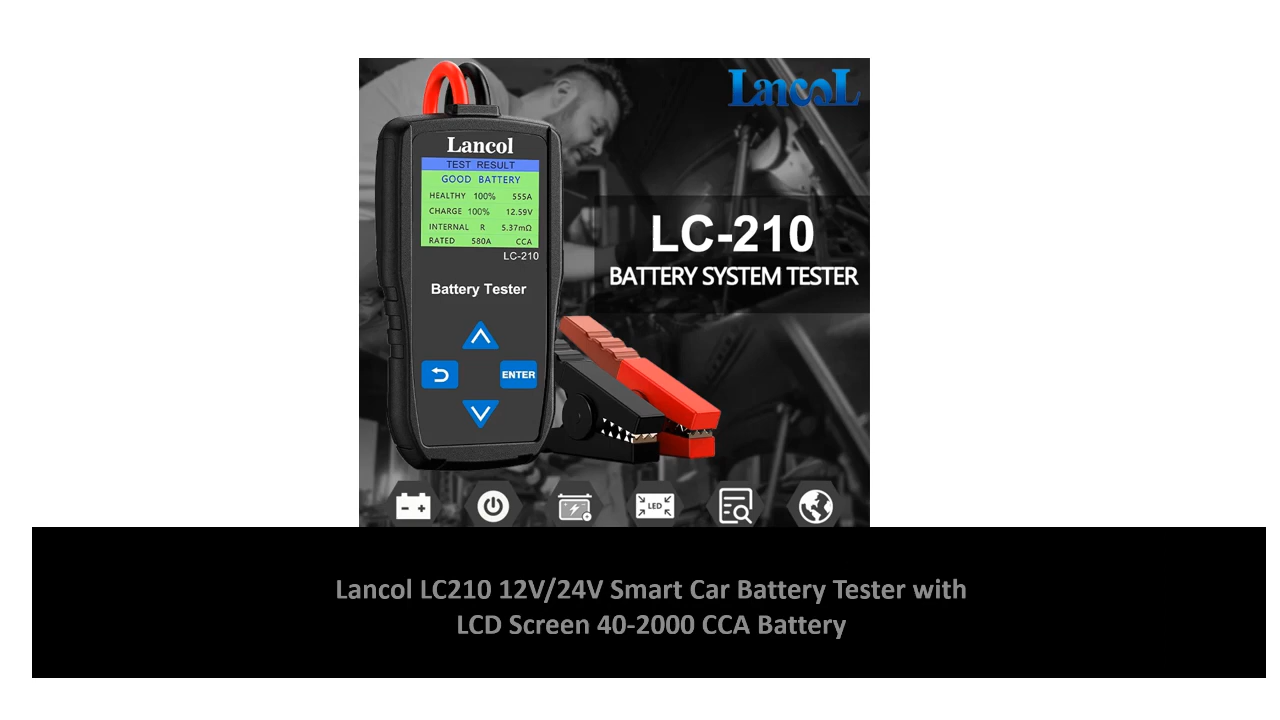 LancoL
Lancol
TEST RESULT
GOOD BATTERY
HEALTHY 100% 555A
CHARGE 100% 12.59V
INTERNAL R 5.37mΩ
RATED 580A CCA
LC-210
Battery Tester
ENTER
LC-210
BATTERY SYSTEM TESTER
LED
Lancol LC210 12V/24V Smart Car Battery Tester with
LCD Screen 40-2000 CCA Battery